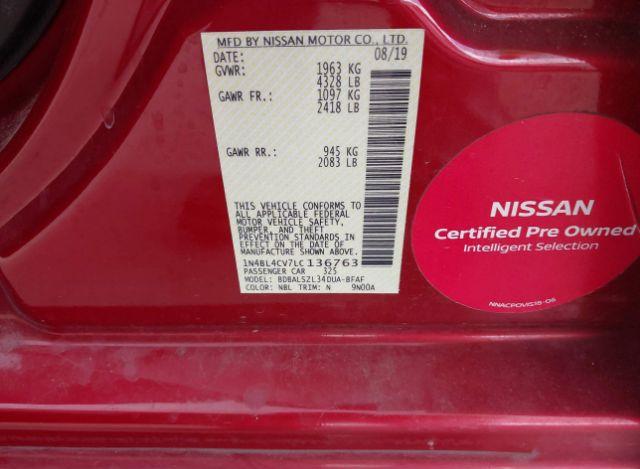 MFD BY NISSAN MOTOR CO., LTD.
DATE: 08/19
GVWR: 1963 KG
4328 LB
GAWR FR.: 1097 KG
2418 LB
GAWR RR.: 945 KG
2083 LB
THIS VEHICLE CONFORMS TO
ALL APPLICABLE FEDERAL
MOTOR VEHICLE SAFETY,
BUMPER, AND THEFT
PREVENTION STANDARDS IN
EFFECT ON THE DATE OF
MANUFACTURE SHOWN ABOVE.
1N4BL4CV7LC136763
PASSENGER CAR 325
MODEL: BDBALSZL34DUA-BFAF
COLOR: NBL TRIM: N 9N00A
NISSAN
Certified Pre Owned
Intelligent Selection